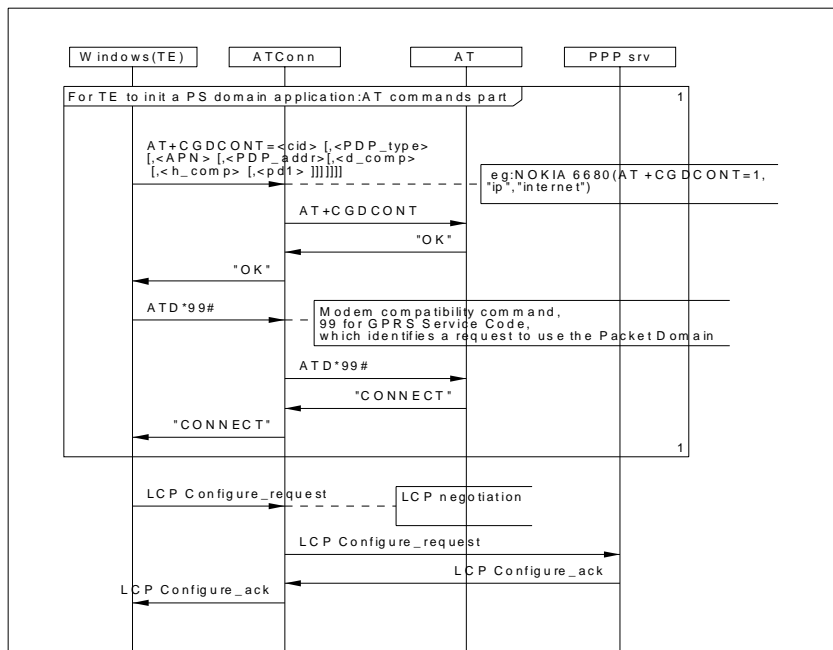 Windows(TE)
ATConn
AT
PPP srv
For TE to init a PS domain application:AT commands part
1
AT+CGDCONT=<cid> [,<PDP_type>
[,<APN> [,<PDP_addr>[,<d_comp>
[,<h_comp> [,<pd1> ]]]]]]]
eg:NOKIA 6680(AT +CGDCONT=1,
"ip","internet")
AT+CGDCONT
"OK"
"OK"
ATD*99#
Modem compatibility command,
99 for GPRS Service Code,
which identifies a request to use the Packet Domain
ATD*99#
"CONNECT"
"CONNECT"
1
LCP Configure_request
LCP negotiation
LCP Configure_request
LCP Configure_ack
LCP Configure_ack